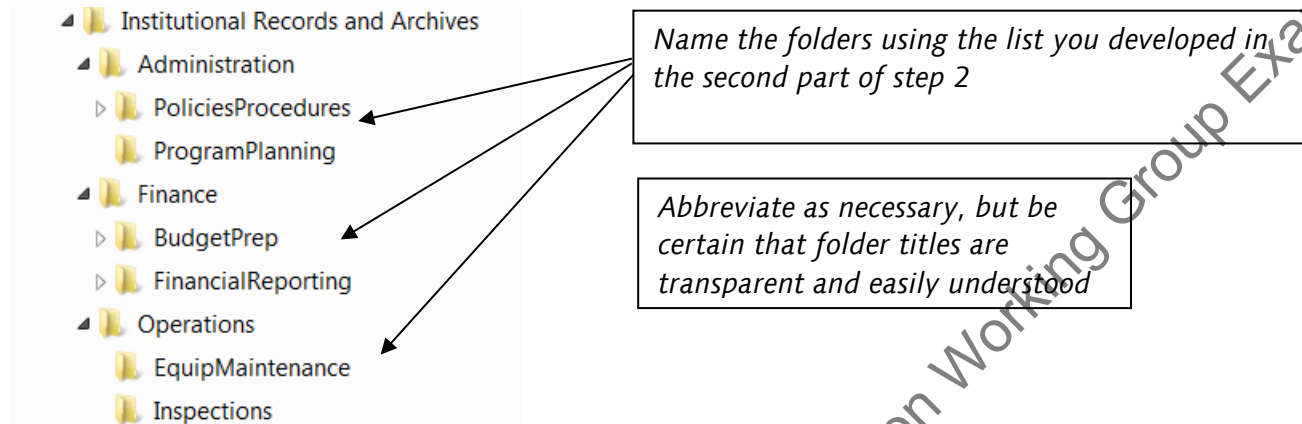 Institutional Records and Archives
Administration
PoliciesProcedures
ProgramPlanning
Finance
BudgetPrep
FinancialReporting
Operations
EquipMaintenance
Inspections
Name the folders using the list you developed in
the second part of step 2
Abbreviate as necessary, but be
certain that folder titles are
transparent and easily understood
Working Group